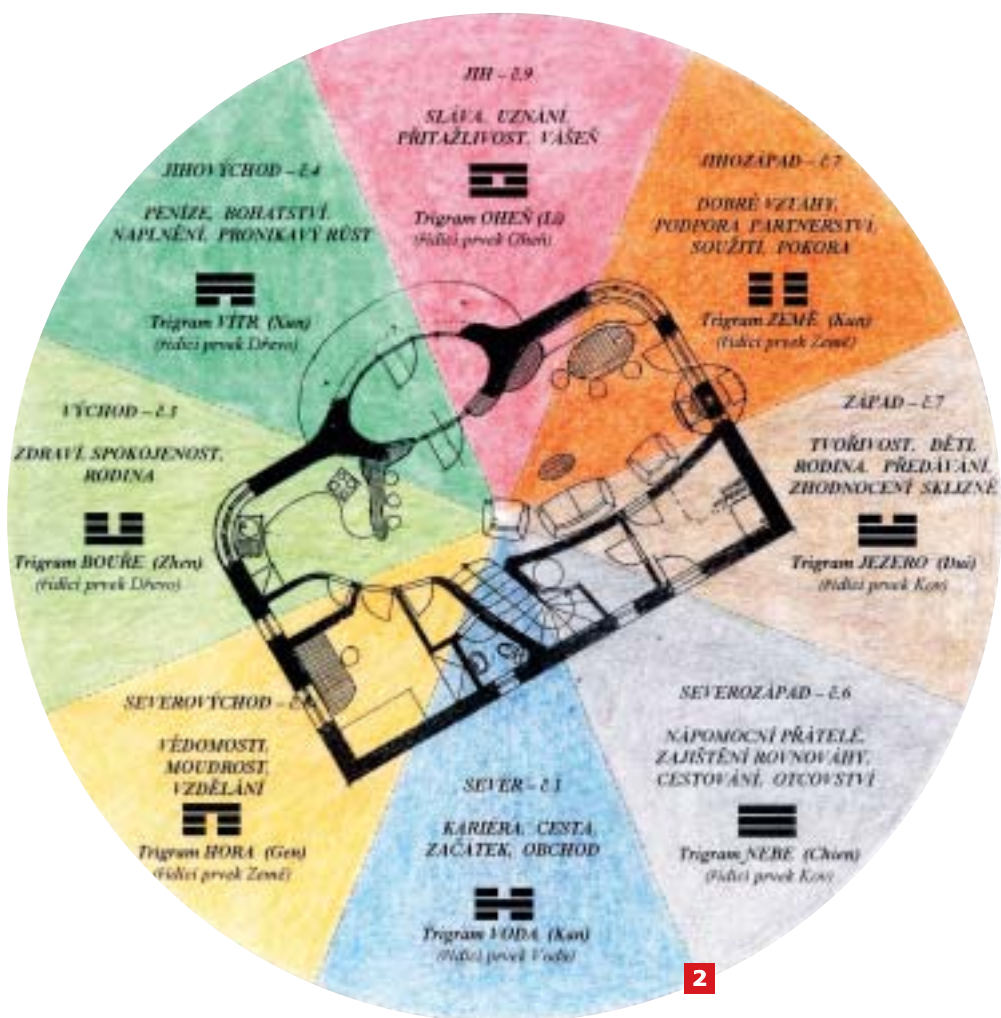 JIH – č.9
SLÁVA, UZNÁNÍ,
PŘITAŽLIVOST, VÁŠEŇ
Trigram OHEŇ (Li)
(řídící prvek Oheň)
JIHOZÁPAD – č.7
DOBRÉ VZTAHY,
PODPORA PARTNERSTVÍ,
SOUŽITÍ, POKORA
Trigram ZEMĚ (Kun)
(řídící prvek Země)
ZÁPAD – č.7
TVOŘIVOST, DĚTI,
RODINA, PŘEDÁVÁNÍ,
ZHODNOCENÍ SKLIZNĚ
Trigram JEZERO (Dui)
(řídící prvek Kov)
SEVEROZÁPAD – č.6
NÁPOMOCNÍ PŘÁTELÉ,
ZAJIŠTĚNÍ ROVNOVÁHY,
CESTOVÁNÍ, OTCOVSTVÍ
Trigram NEBE (Chien)
(řídící prvek Kov)
SEVER – č.1
KARIÉRA, CESTA,
ZAČÁTEK, OBCHOD
Trigram VODA (Kan)
(řídící prvek Voda)
SEVEROVÝCHOD –
VĚDOMOSTI,
MOUDROST,
VZDĚLÁNÍ
Trigram HORA (Gen)
(řídící prvek Země)
VÝCHOD – č.3
ZDRAVÍ, SPOKOJENOST,
RODINA
Trigram BOUŘE (Zhen)
(řídící prvek Dřevo)
JIHOVÝCHOD – č.4
PENÍZE, BOHATSTVÍ,
NAPLNĚNÍ, PRONIKAVÝ RŮST
Trigram VÍTR (Xun)
(řídící prvek Dřevo)
2